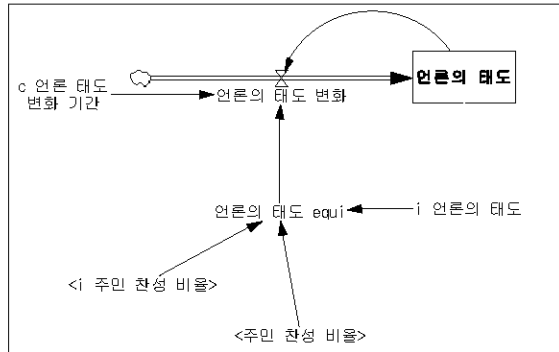 언론의 태도
c 언론 태도
변화 기간
언론의 태도 변화
언론의 태도 equi
i 언론의 태도
<i 주민 찬성 비율>
<주민 찬성 비율>